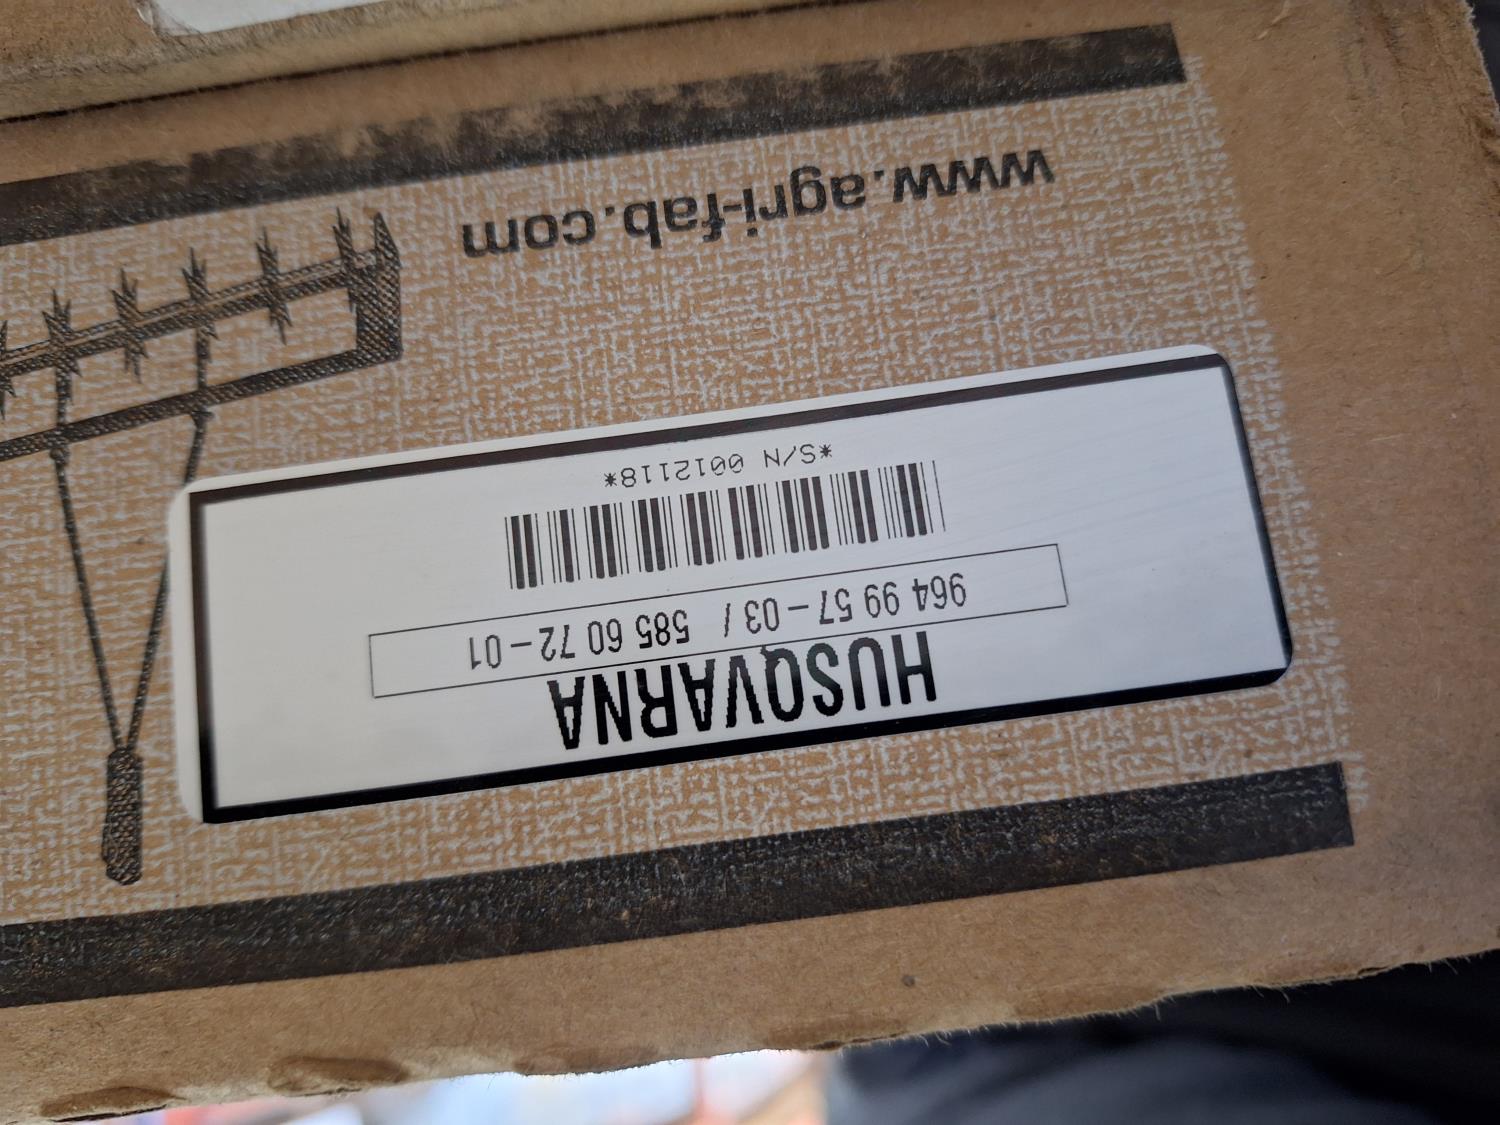 HUSQVARNA
964 99 57-03 / 585 60 72-01
*S/N 0012118*
www.agri-fab.com